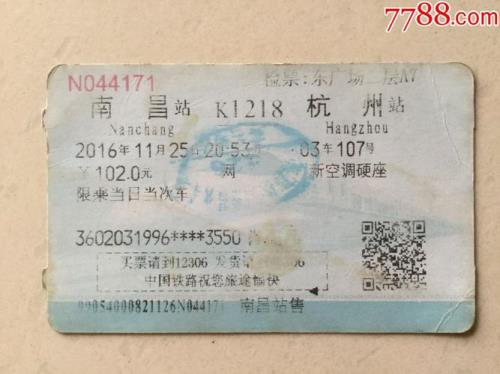 7788.com
N044171
检票:东广场二层A7
南昌站 K1218 杭州站
Nanchang Hangzhou
2016年11月25日20:53开 03车107号
￥102.0元 网 新空调硬座
限乘当日当次车
3602031996****3550
买票请到12306 发货请到95306
中国铁路祝您旅途愉快
99054000821126N044171 南昌站售